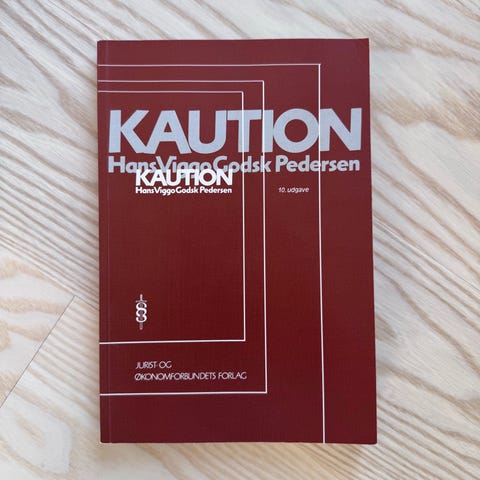 KAUTION
Hans Viggo Godsk Pedersen
KAUTION
Hans Viggo Godsk Pedersen
10. udgave
JURIST- OG
ØKONOMFORBUNDETS FORLAG